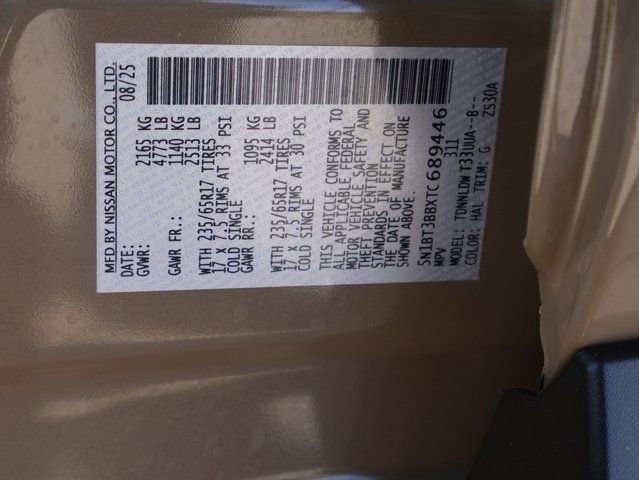 MFD BY NISSAN MOTOR CO., LTD.
DATE: 08/25
GVWR: 2165 KG
4773 LB
GAWR FR.: 1140 KG
2513 LB
WITH 235/65R17 TIRES
17 X 7.5 RIMS AT 33 PSI
COLD SINGLE
GAWR RR.: 1095 KG
2414 LB
WITH 235/65R17 TIRES
17 X 7.5 RIMS AT 30 PSI
COLD SINGLE
THIS VEHICLE CONFORMS TO
ALL APPLICABLE FEDERAL
MOTOR VEHICLE SAFETY AND
THEFT PREVENTION
STANDARDS IN EFFECT ON
THE DATE OF MANUFACTURE
SHOWN ABOVE.
5N1BT3BBXTC689446
MPV 311
MODEL: TONNLDW T33UUA--B--
COLOR: HAL TRIM: G ZS30A